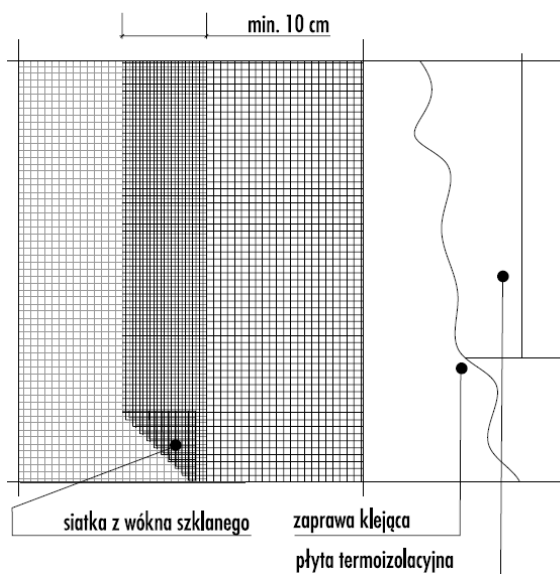 min. 10 cm
siatka z wókna szklanego
zaprawa klejąca
płyta termoizolacyjna